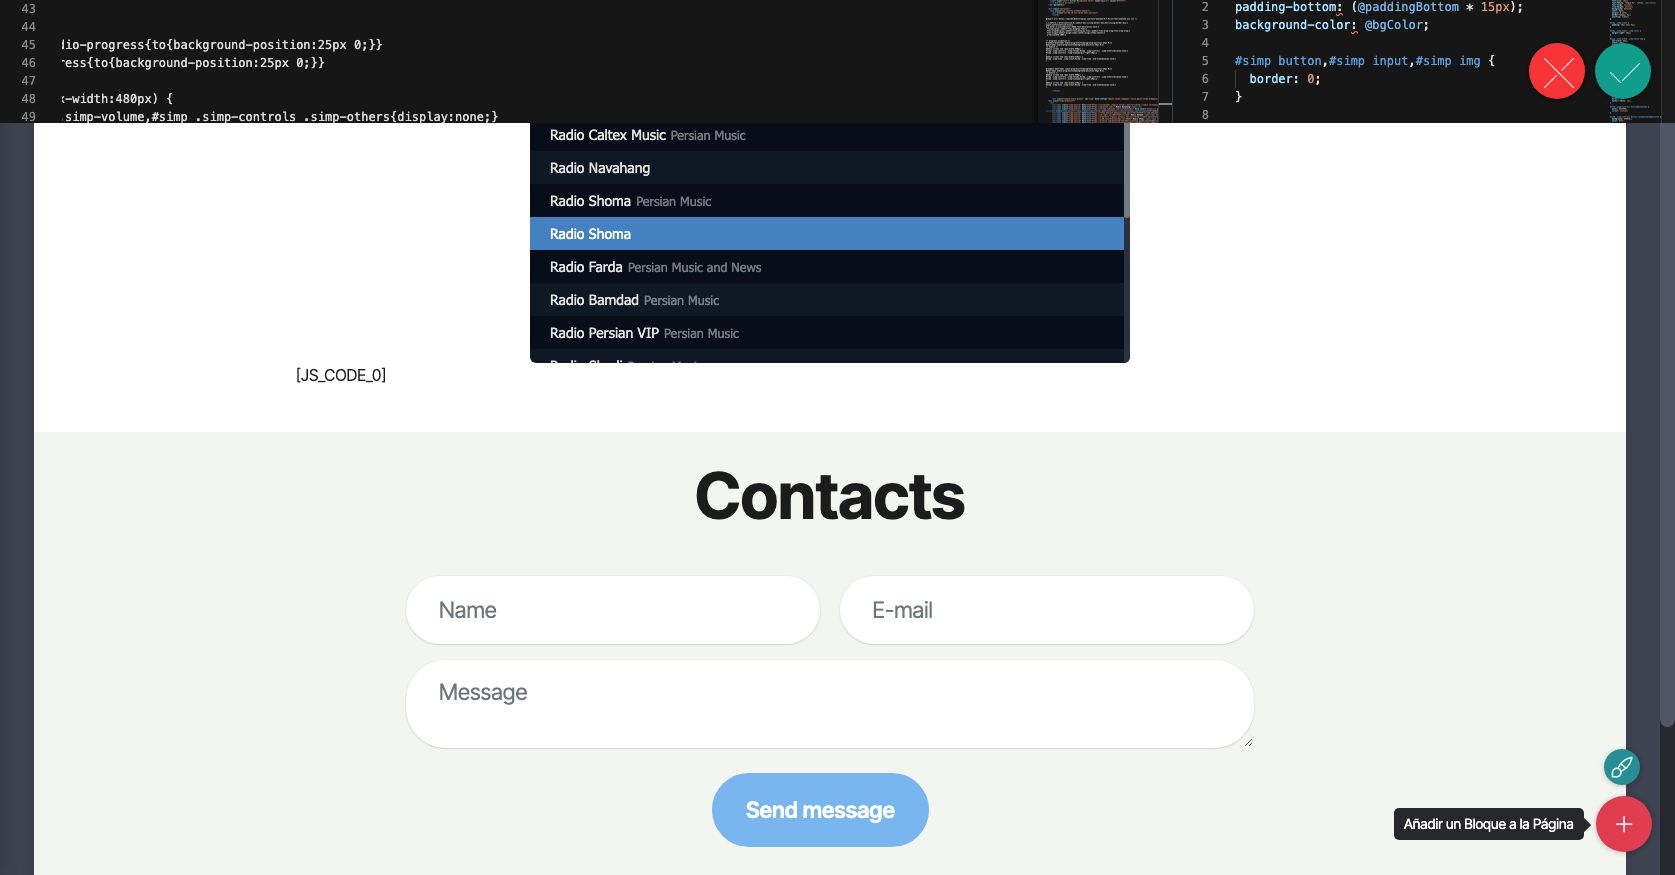 43
44
45 dio-progress{to{background-position:25px 0;}}
46 ress{to{background-position:25px 0;}}
47
48 x-width:480px) {
49 simp-volume,#simp .simp-controls .simp-others{display:none;}
2 padding-bottom: (@paddingBottom * 15px);
3 background-color: @bgColor;
4
5 #simp button,#simp input,#simp img {
6 border: 0;
7 }
8
Radio Caltex Music Persian Music
Radio Navahang
Radio Shoma Persian Music
Radio Shoma
Radio Farda Persian Music and News
Radio Bamdad Persian Music
Radio Persian VIP Persian Music
[JS_CODE_0]
Contacts
Name
E-mail
Message
Send message
Añadir un Bloque a la Página